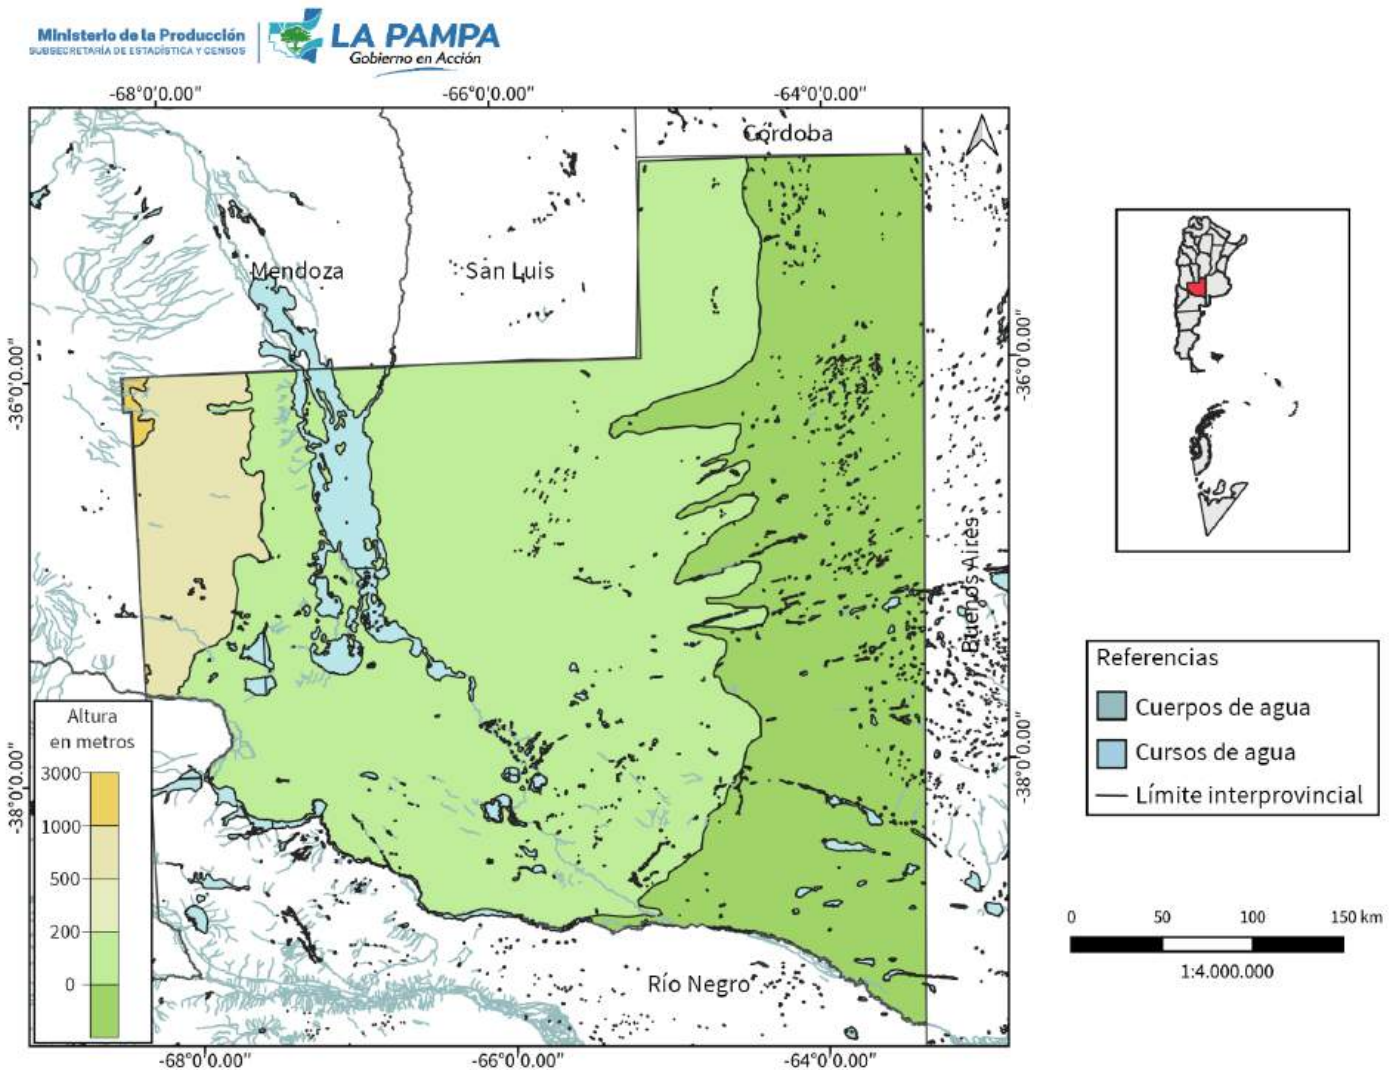 Ministerio de la Producción
SUBSECRETARÍA DE ESTADÍSTICA Y CENSOS
LA PAMPA
Gobierno en Acción
-68°0'0.00"
-66°0'0.00"
-64°0'0.00"
Córdoba
Mendoza
San Luis
-36°0'0.00"
-36°0'0.00"
Buenos Aires
Referencias
Cuerpos de agua
Cursos de agua
Límite interprovincial
Altura
en metros
3000
1000
500
200
0
-38°0'0.00"
-38°0'0.00"
Río Negro
0 50 100 150 km
1:4.000.000
-68°0'0.00"
-66°0'0.00"
-64°0'0.00"